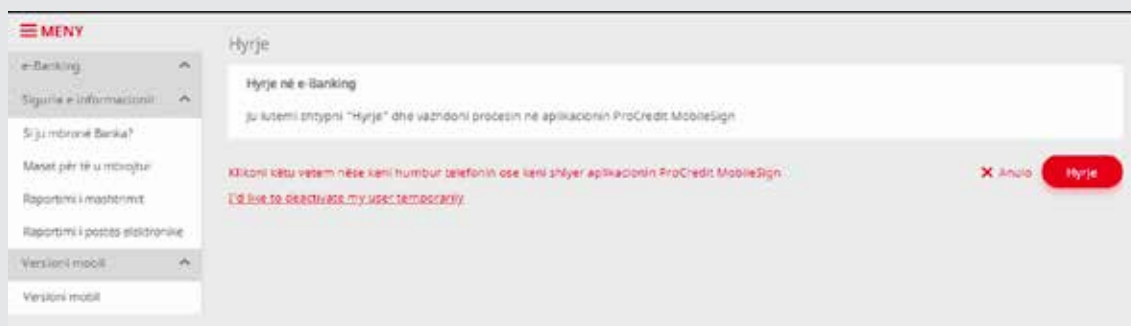 MENY
e-Banking
Siguria e informacionit
Si ju mbronë Banka?
Masat për të u mbrojtur
Raportimi i mashtrimit
Raportimi i postës elektronike
Versioni mobil
Versioni mobil
Hyrje
Hyrje në e-Banking
Ju lutemi shtypni "Hyrje" dhe vazhdoni procesin në aplikacionin ProCredit MobileSign
Klikoni këtu vetem nëse keni humbur telefonin ose keni shlyer aplikacionin ProCredit MobileSign
I'd like to deactivate my user temporarily
Anulo
Hyrje